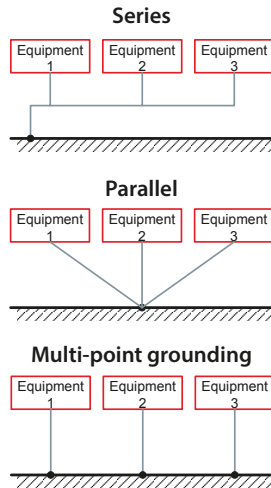 Series
Equipment 1
Equipment 2
Equipment 3
Parallel
Equipment 1
Equipment 2
Equipment 3
Multi-point grounding
Equipment 1
Equipment 2
Equipment 3